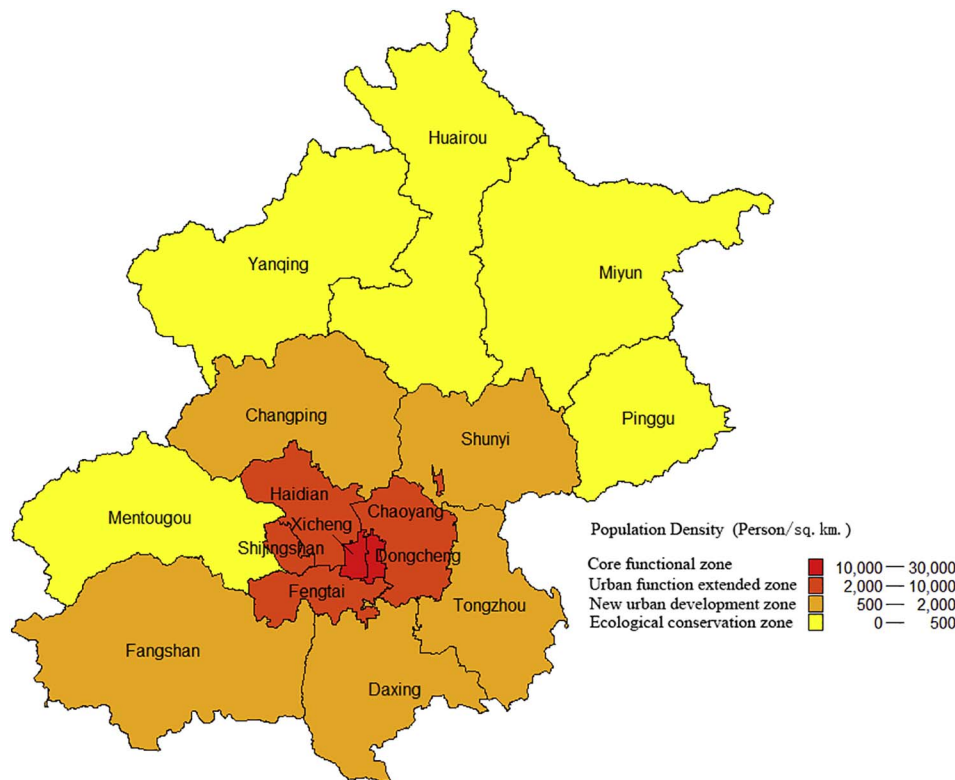 Huairou
Yanqing
Miyun
Changping
Pinggu
Shunyi
Haidian
Chaoyang
Mentougou
Xicheng
Shijingshan
Dongcheng
Fengtai
Tongzhou
Fangshan
Daxing
Population Density (Person/sq. km.)
Core functional zone 10,000 — 30,000
Urban function extended zone 2,000 — 10,000
New urban development zone 500 — 2,000
Ecological conservation zone 0 — 500